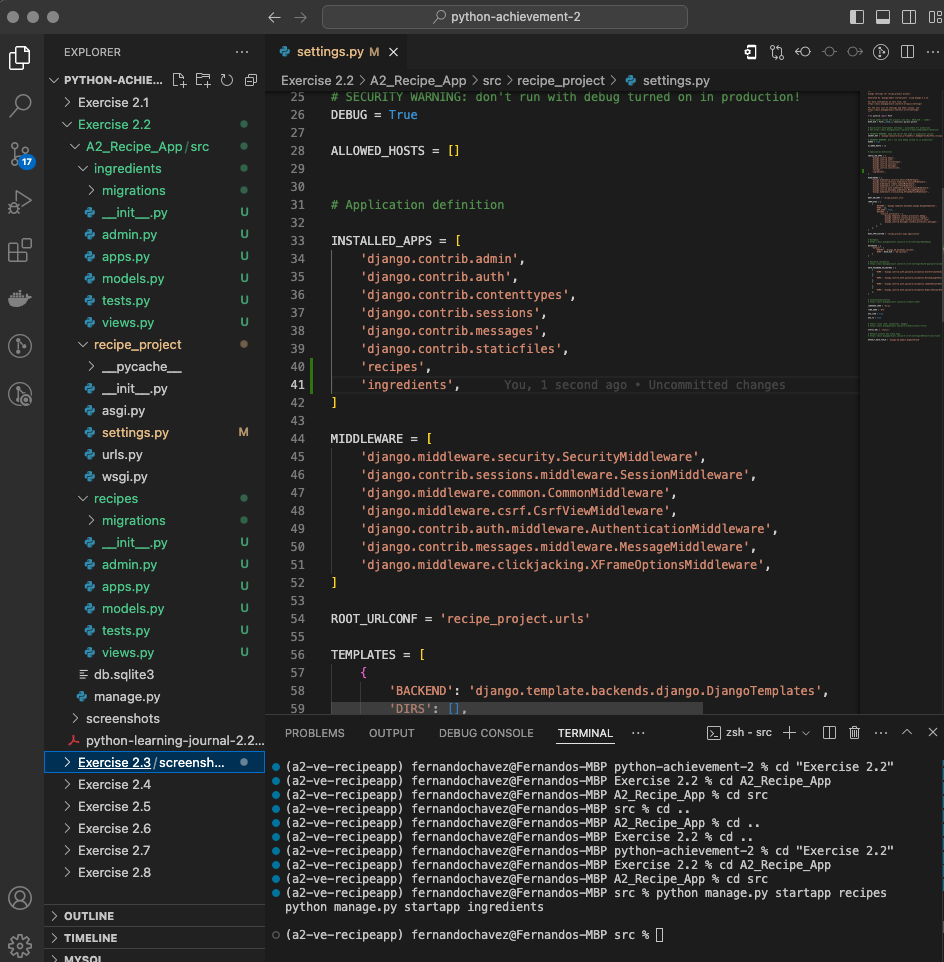 python-achievement-2
EXPLORER
PYTHON-ACHIE...
Exercise 2.1
Exercise 2.2
A2_Recipe_App/src
ingredients
migrations
__init__.py U
admin.py U
apps.py U
models.py U
tests.py U
views.py U
recipe_project
__pycache__
__init__.py
asgi.py
settings.py M
urls.py
wsgi.py
recipes
migrations
__init__.py U
admin.py U
apps.py U
models.py U
tests.py U
views.py U
db.sqlite3
manage.py
screenshots
python-learning-journal-2.2...
Exercise 2.3/screensh...
Exercise 2.4
Exercise 2.5
Exercise 2.6
Exercise 2.7
Exercise 2.8
OUTLINE
TIMELINE
MYSQL
17
settings.py M
Exercise 2.2 > A2_Recipe_App > src > recipe_project > settings.py
25 # SECURITY WARNING: don't run with debug turned on in production!
26 DEBUG = True
27
28 ALLOWED_HOSTS = []
29
30
31 # Application definition
32
33 INSTALLED_APPS = [
34 'django.contrib.admin',
35 'django.contrib.auth',
36 'django.contrib.contenttypes',
37 'django.contrib.sessions',
38 'django.contrib.messages',
39 'django.contrib.staticfiles',
40 'recipes',
41 'ingredients', You, 1 second ago • Uncommitted changes
42 ]
43
44 MIDDLEWARE = [
45 'django.middleware.security.SecurityMiddleware',
46 'django.contrib.sessions.middleware.SessionMiddleware',
47 'django.middleware.common.CommonMiddleware',
48 'django.middleware.csrf.CsrfViewMiddleware',
49 'django.contrib.auth.middleware.AuthenticationMiddleware',
50 'django.contrib.messages.middleware.MessageMiddleware',
51 'django.middleware.clickjacking.XFrameOptionsMiddleware',
52 ]
53
54 ROOT_URLCONF = 'recipe_project.urls'
55
56 TEMPLATES = [
57 {
58 'BACKEND': 'django.template.backends.django.DjangoTemplates',
59 'DIRS': [],
PROBLEMS OUTPUT DEBUG CONSOLE TERMINAL ... zsh - src
(a2-ve-recipeapp) fernandochavez@Fernandos-MBP python-achievement-2 % cd "Exercise 2.2"
(a2-ve-recipeapp) fernandochavez@Fernandos-MBP Exercise 2.2 % cd A2_Recipe_App
(a2-ve-recipeapp) fernandochavez@Fernandos-MBP A2_Recipe_App % cd src
(a2-ve-recipeapp) fernandochavez@Fernandos-MBP src % cd ..
(a2-ve-recipeapp) fernandochavez@Fernandos-MBP A2_Recipe_App % cd ..
(a2-ve-recipeapp) fernandochavez@Fernandos-MBP Exercise 2.2 % cd ..
(a2-ve-recipeapp) fernandochavez@Fernandos-MBP python-achievement-2 % cd "Exercise 2.2"
(a2-ve-recipeapp) fernandochavez@Fernandos-MBP Exercise 2.2 % cd A2_Recipe_App
(a2-ve-recipeapp) fernandochavez@Fernandos-MBP A2_Recipe_App % cd src
(a2-ve-recipeapp) fernandochavez@Fernandos-MBP src % python manage.py startapp recipes
python manage.py startapp ingredients
(a2-ve-recipeapp) fernandochavez@Fernandos-MBP src %